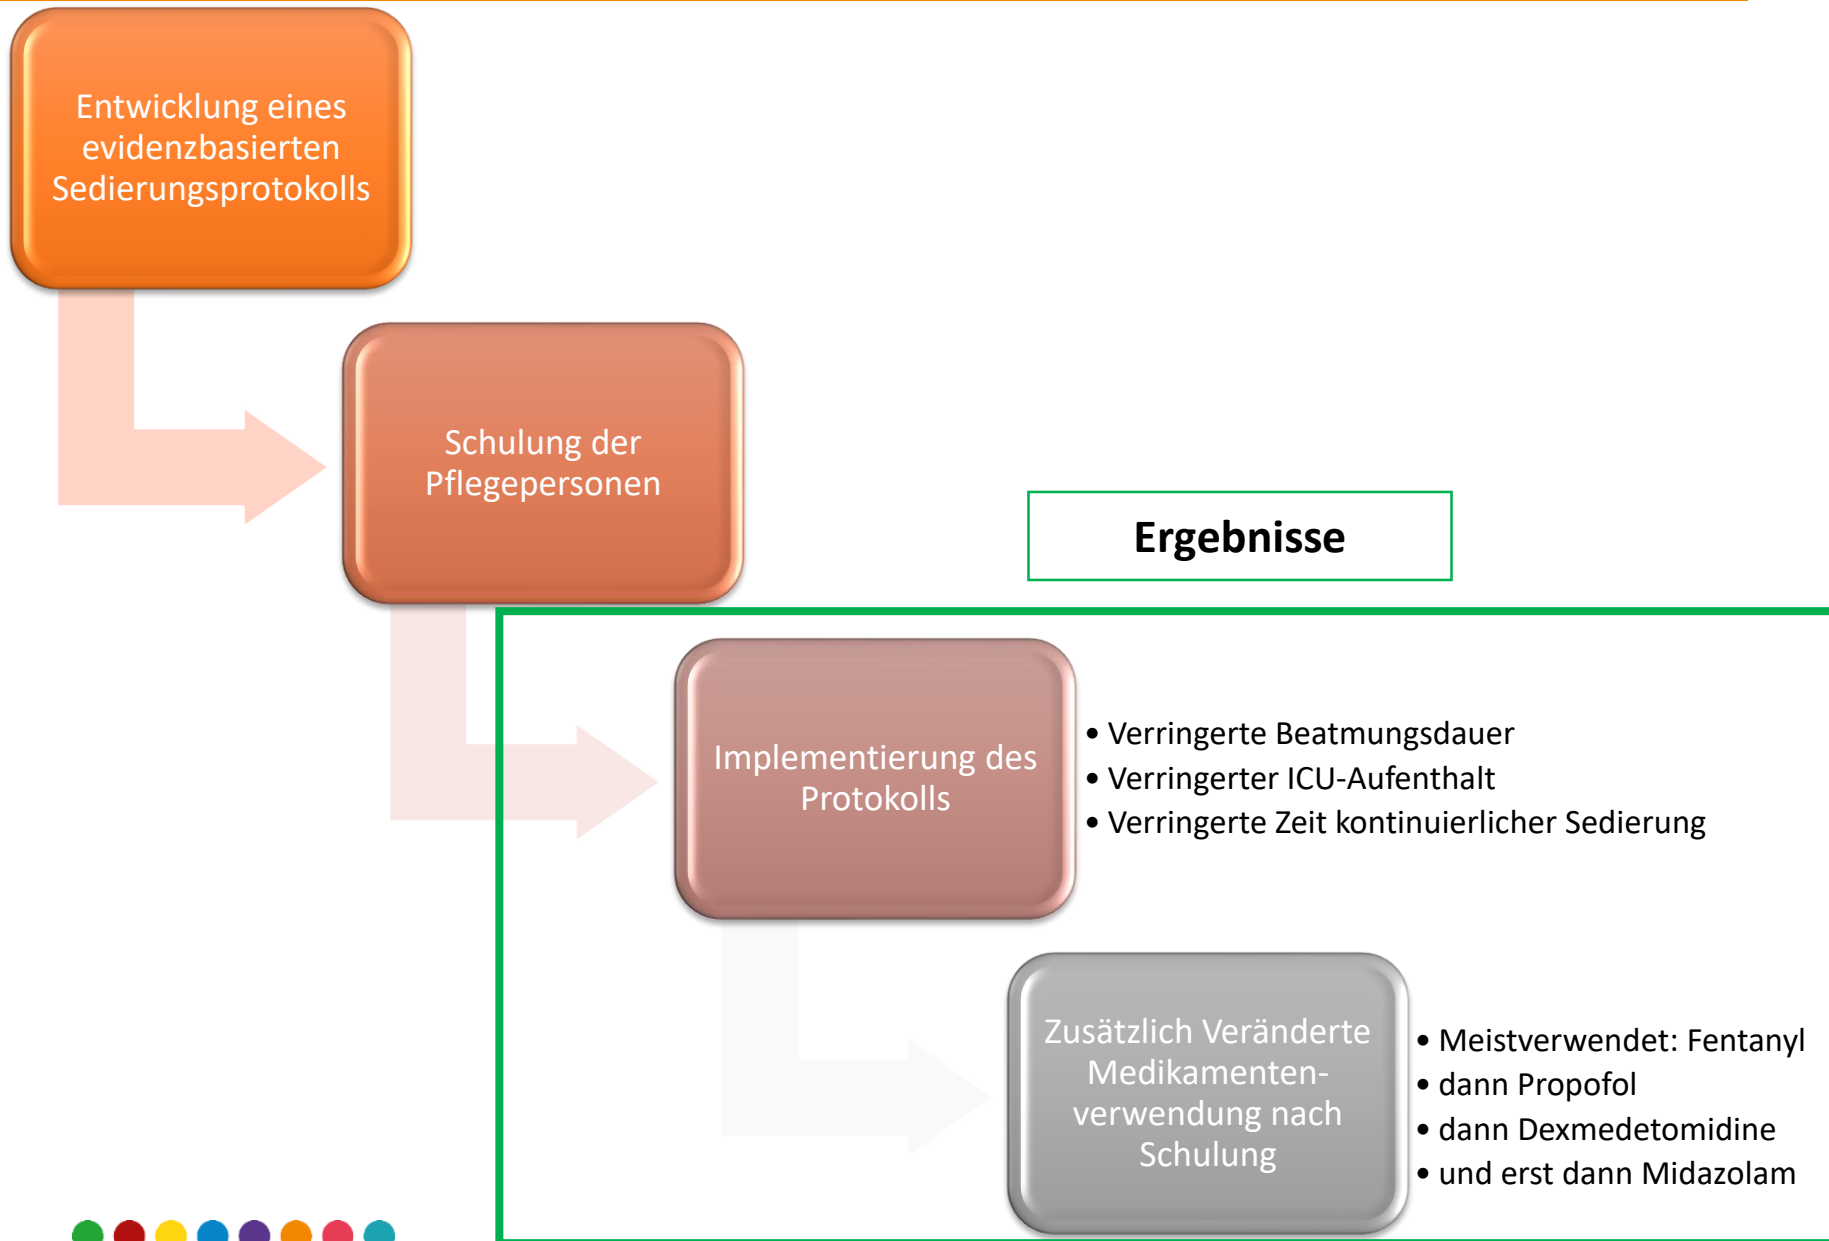 Entwicklung eines
evidenzbasierten
Sedierungsprotokolls
Schulung der
Pflegepersonen
Ergebnisse
Implementierung des
Protokolls
• Verringerte Beatmungsdauer
• Verringerter ICU-Aufenthalt
• Verringerte Zeit kontinuierlicher Sedierung
Zusätzlich Veränderte
Medikamenten-
verwendung nach
Schulung
• Meistverwendet: Fentanyl
• dann Propofol
• dann Dexmedetomidine
• und erst dann Midazolam